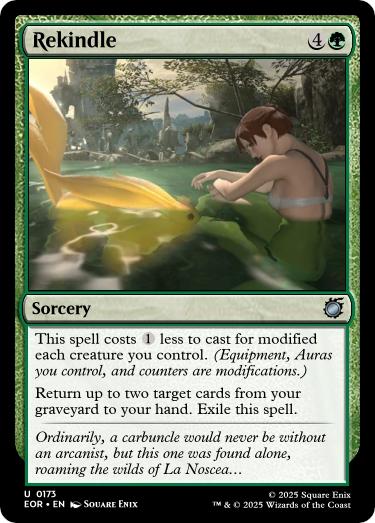 Rekindle 4
Sorcery
This spell costs 1 less to cast for modified
each creature you control. (Equipment, Auras
you control, and counters are modifications.)
Return up to two target cards from your
graveyard to your hand. Exile this spell.
Ordinarily, a carbuncle would never be without
an arcanist, but this one was found alone,
roaming the wilds of La Noscea…
U 0173
EOR • EN SQUARE ENIX
© 2025 Square Enix
™ & © 2025 Wizards of the Coast